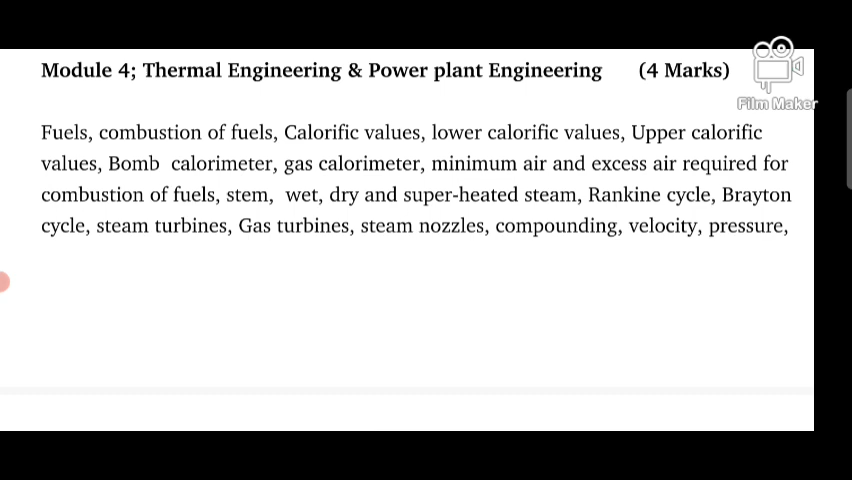 Module 4; Thermal Engineering & Power plant Engineering (4 Marks)
Film Maker
Fuels, combustion of fuels, Calorific values, lower calorific values, Upper calorific
values, Bomb calorimeter, gas calorimeter, minimum air and excess air required for
combustion of fuels, stem, wet, dry and super-heated steam, Rankine cycle, Brayton
cycle, steam turbines, Gas turbines, steam nozzles, compounding, velocity, pressure,